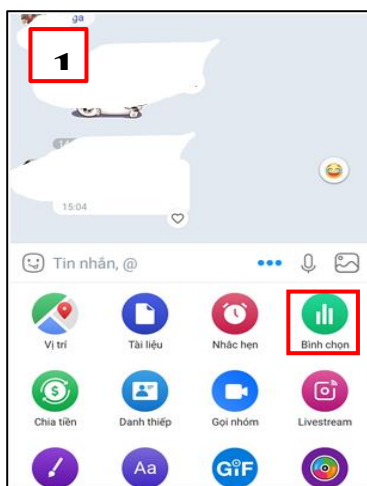 ga
1
15:04
Tin nhắn, @
Vị trí
Tài liệu
Nhắc hẹn
Bình chọn
Chia tiền
Danh thiếp
Gọi nhóm
Livestream
Aa
GIF